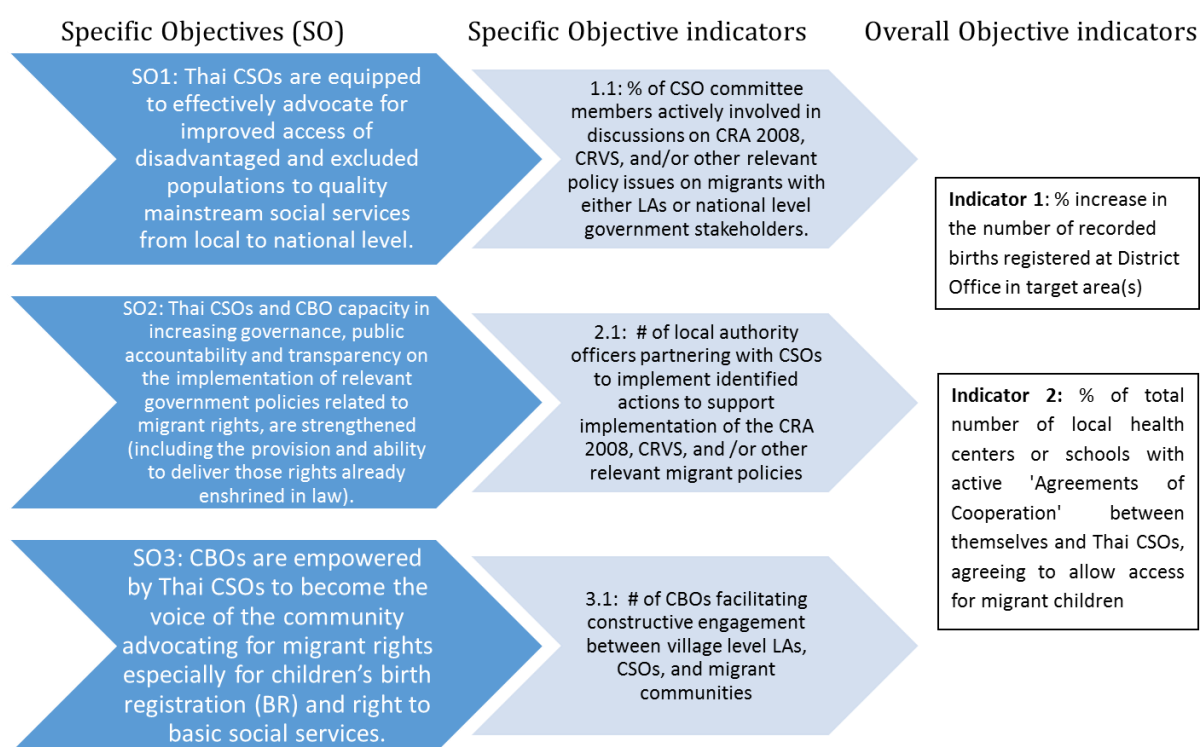 Specific Objectives (SO)
Specific Objective indicators
Overall Objective indicators
SO1: Thai CSOs are equipped
to effectively advocate for
improved access of
disadvantaged and excluded
populations to quality
mainstream social services
from local to national level.
1.1: % of CSO committee
members actively involved in
discussions on CRA 2008,
CRVS, and/or other relevant
policy issues on migrants with
either LAs or national level
government stakeholders.
SO2: Thai CSOs and CBO capacity in
increasing governance, public
accountability and transparency on
the implementation of relevant
government policies related to
migrant rights, are strengthened
(including the provision and ability
to deliver those rights already
enshrined in law).
2.1: # of local authority
officers partnering with CSOs
to implement identified
actions to support
implementation of the CRA
2008, CRVS, and /or other
relevant migrant policies
SO3: CBOs are empowered
by Thai CSOs to become the
voice of the community
advocating for migrant rights
especially for children’s birth
registration (BR) and right to
basic social services.
3.1: # of CBOs facilitating
constructive engagement
between village level LAs,
CSOs, and migrant
communities
Indicator 1: % increase in
the number of recorded
births registered at District
Office in target area(s)
Indicator 2: % of total
number of local health
centers or schools with
active 'Agreements of
Cooperation' between
themselves and Thai CSOs,
agreeing to allow access
for migrant children